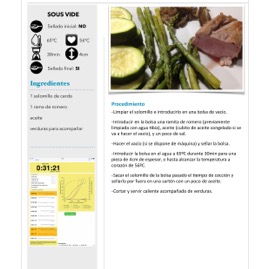 SOUS VIDE
Sellado inicial: NO
65ºC
56ºC
30min
4cm
Sellado final: SI
Ingredientes
1 solomillo de cerdo
1 rama de romero
aceite
verduras para acompañar
0:31:21
Procedimiento
-Limpiar el solomillo e introducirlo en una bolsa de vacío.
-Introducir en la bolsa una ramita de romero (previamente
limpiada con agua tibia), aceite (cubito de aceite congelado si se
va a hacer el vacío), y un poco de sal.
-Hacer el vacío (si se dispone de máquina) y sellar la bolsa.
-Introducir la bolsa en el agua a 65ºC durante 30min para una
pieza de 4cm de espesor, o hasta alcanzar la temperatura a
corazón de 56ºC.
-Sacar el solomillo de la bolsa pasado el tiempo de cocción y
sellarlo por fuera en una sartén con un poco de aceite.
-Cortar y servir caliente acompañado de verduras.